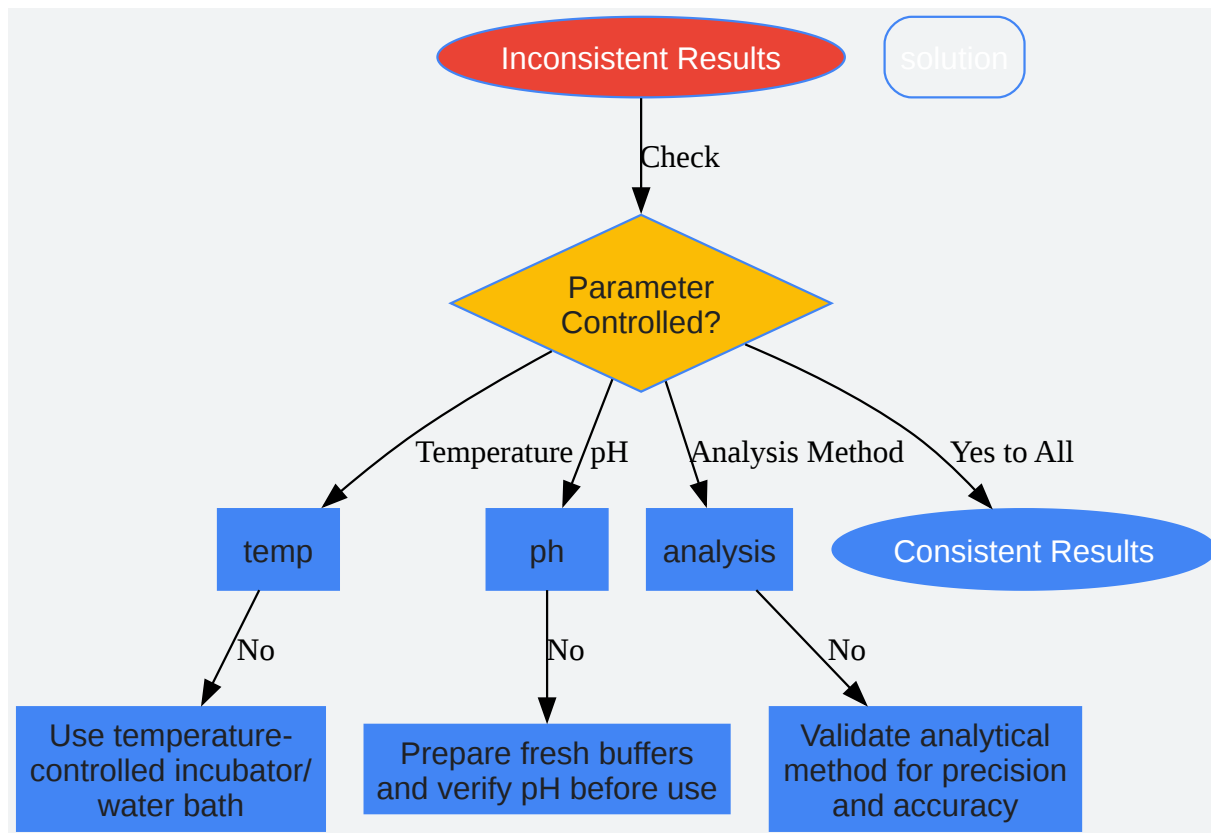 Inconsistent Results
solution
Check
Parameter
Controlled?
Temperature
pH
Analysis Method
Yes to All
temp
ph
analysis
Consistent Results
No
No
No
Use temperature-
controlled incubator/
water bath
Prepare fresh buffers
and verify pH before use
Validate analytical
method for precision
and accuracy